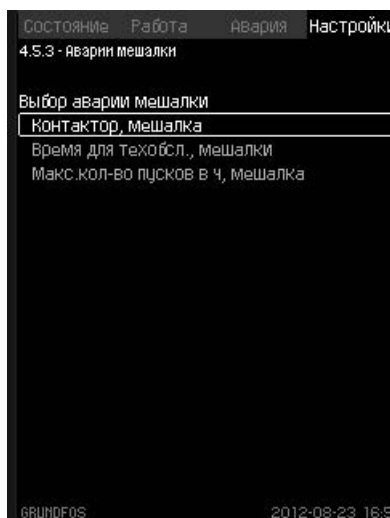 Состояние Работа Авария Настройки
4.5.3 - Аварии мешалки
Выбор аварии мешалки
Контактор, мешалка
Время для техобсл., мешалки
Макс.кол-во пусков в ч, мешалка
GRUNDFOS 2012-08-23